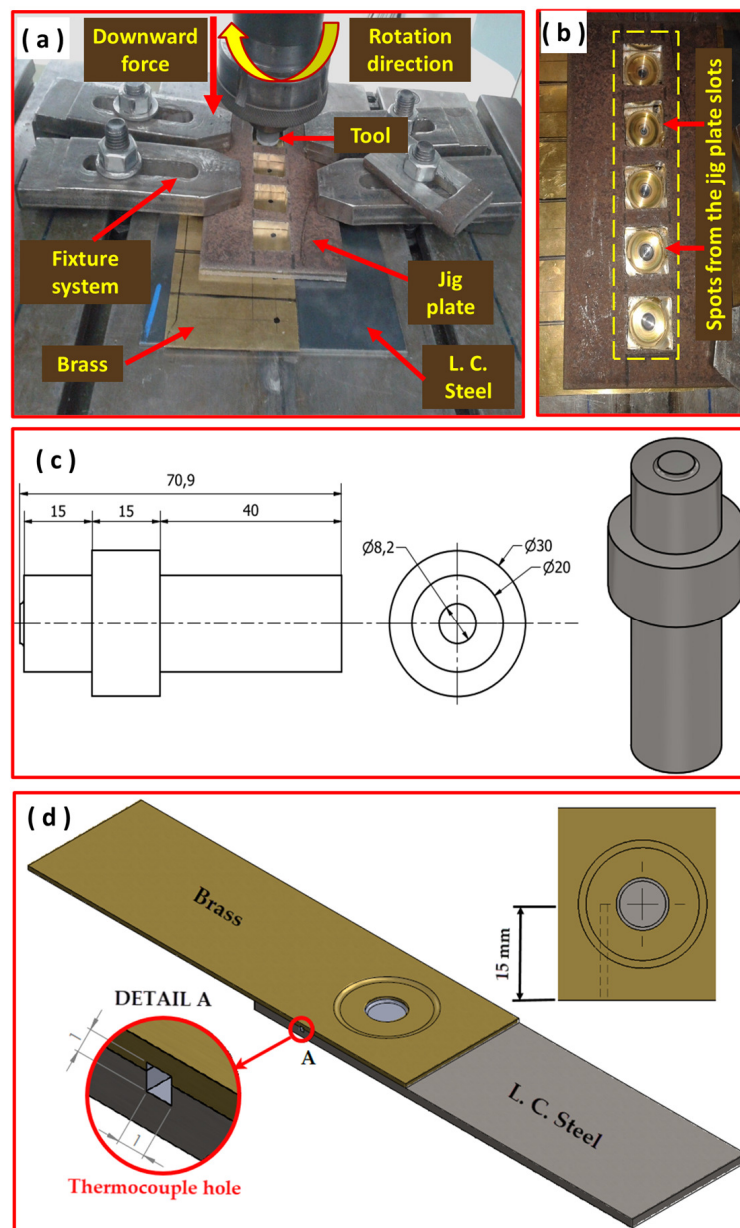 ( a )
Downward
force
Rotation
direction
Tool
Fixture
system
Jig
plate
Brass
L. C.
Steel
( b )
Spots from the jig plate slots
( c )
70,9
15
15
40
Ø8,2
Ø30
Ø20
( d )
Brass
15 mm
DETAIL A
1
1
A
L. C. Steel
Thermocouple hole